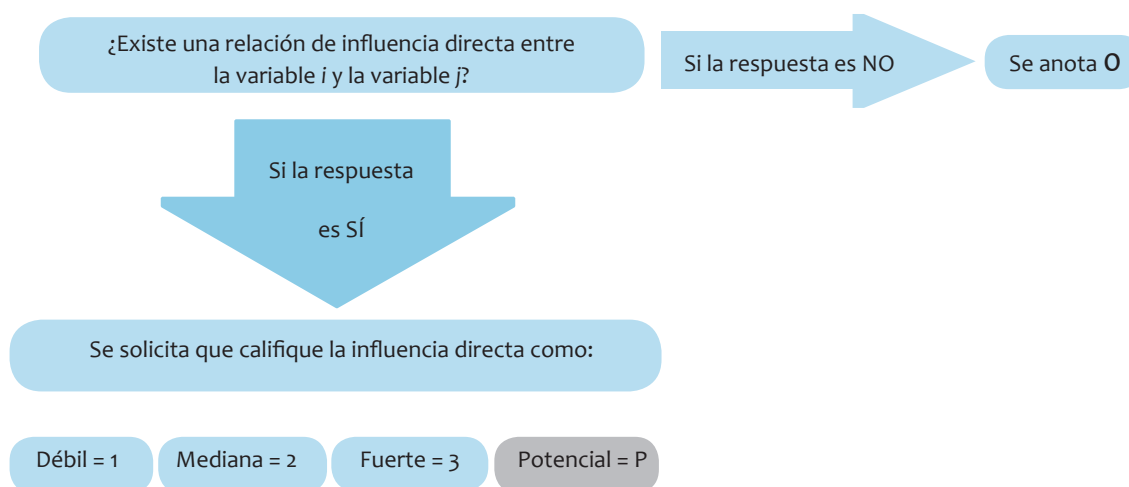 ¿Existe una relación de influencia directa entre
la variable i y la variable j?
Si la respuesta es NO
Se anota 0
Si la respuesta
es SÍ
Se solicita que califique la influencia directa como:
Débil = 1
Mediana = 2
Fuerte = 3
Potencial = P